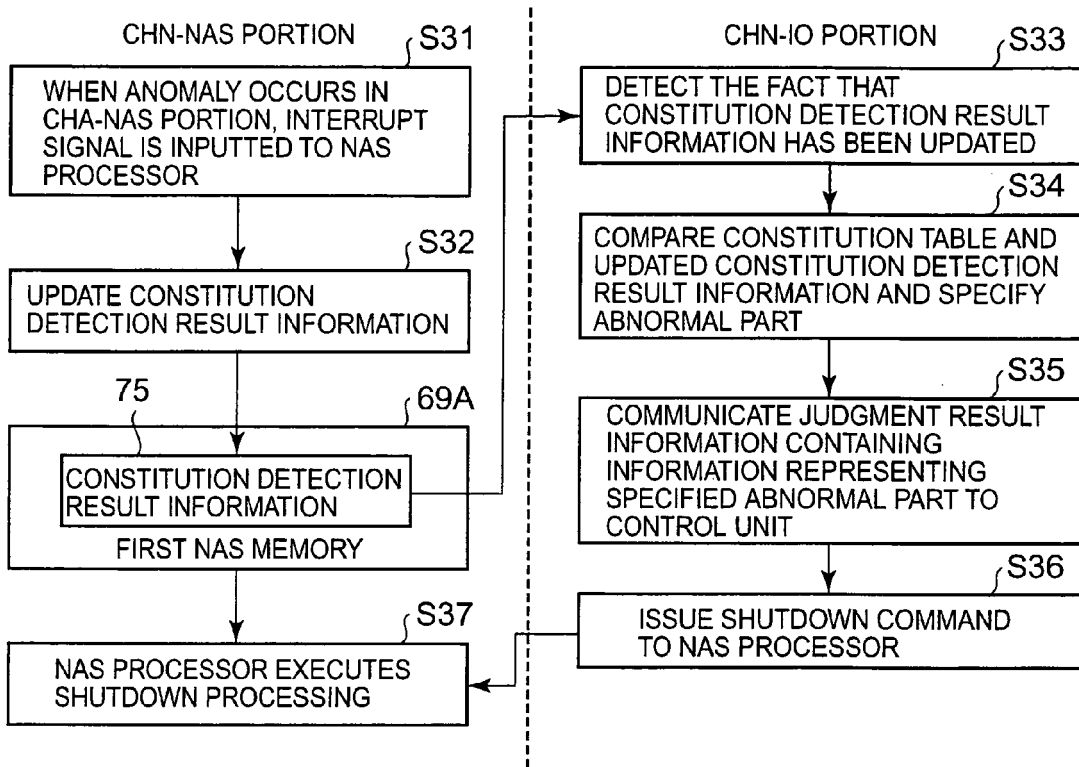 CHN-NAS PORTION
S31
WHEN ANOMALY OCCURS IN
CHA-NAS PORTION, INTERRUPT
SIGNAL IS INPUTTED TO NAS
PROCESSOR
S32
UPDATE CONSTITUTION
DETECTION RESULT INFORMATION
69A
75
CONSTITUTION DETECTION
RESULT INFORMATION
FIRST NAS MEMORY
S37
NAS PROCESSOR EXECUTES
SHUTDOWN PROCESSING
CHN-IO PORTION
S33
DETECT THE FACT THAT
CONSTITUTION DETECTION RESULT
INFORMATION HAS BEEN UPDATED
S34
COMPARE CONSTITUTION TABLE AND
UPDATED CONSTITUTION DETECTION
RESULT INFORMATION AND SPECIFY
ABNORMAL PART
S35
COMMUNICATE JUDGMENT RESULT
INFORMATION CONTAINING
INFORMATION REPRESENTING
SPECIFIED ABNORMAL PART TO
CONTROL UNIT
S36
ISSUE SHUTDOWN COMMAND
TO NAS PROCESSOR